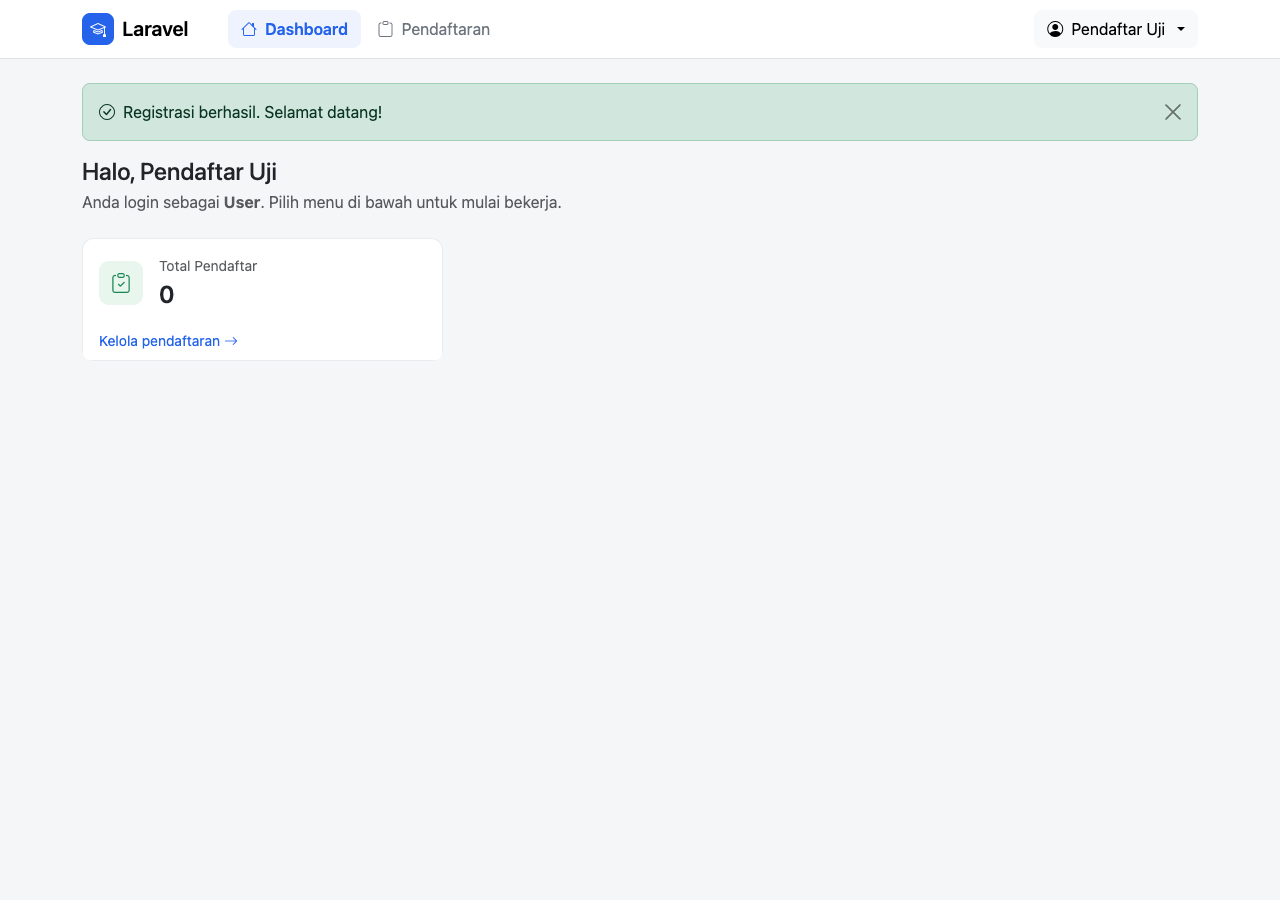 Laravel
Dashboard
Pendaftaran
Pendaftar Uji
Registrasi berhasil. Selamat datang!
Halo, Pendaftar Uji
Anda login sebagai User. Pilih menu di bawah untuk mulai bekerja.
Total Pendaftar
0
Kelola pendaftaran →